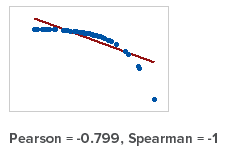 Pearson = -0.799, Spearman = -1